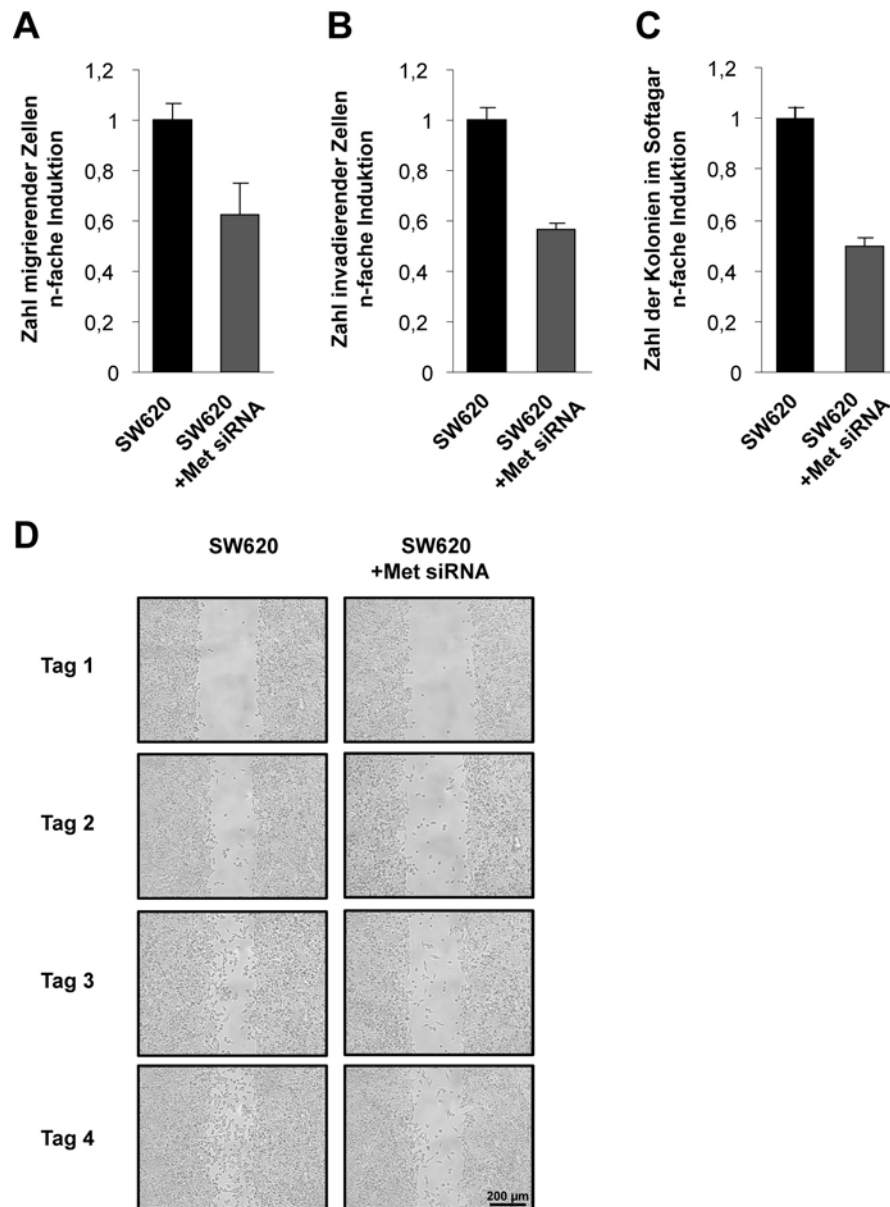 A
Zahl migrierender Zellen
n-fache Induktion
1,2
1
0,8
0,6
0,4
0,2
0
SW620
SW620
+Met siRNA
B
Zahl invadierender Zellen
n-fache Induktion
1,2
1
0,8
0,6
0,4
0,2
0
SW620
SW620
+Met siRNA
C
Zahl der Kolonien im Softagar
n-fache Induktion
1,2
1
0,8
0,6
0,4
0,2
0
SW620
SW620
+Met siRNA
D
SW620
SW620
+Met siRNA
Tag 1
Tag 2
Tag 3
Tag 4
200 µm